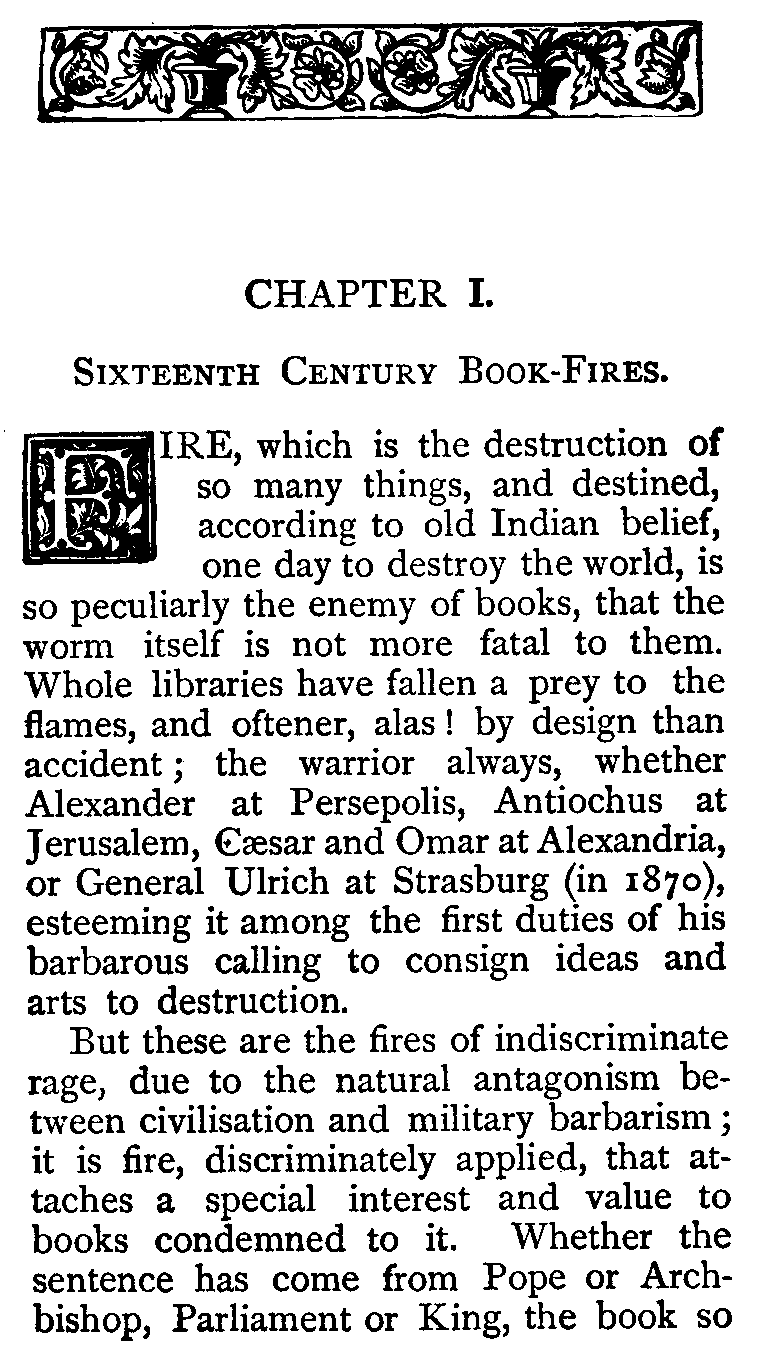 CHAPTER I.
SIXTEENTH CENTURY BOOK-FIRES.
FIRE, which is the destruction of
so many things, and destined,
according to old Indian belief,
one day to destroy the world, is
so peculiarly the enemy of books, that the
worm itself is not more fatal to them.
Whole libraries have fallen a prey to the
flames, and oftener, alas ! by design than
accident ; the warrior always, whether
Alexander at Persepolis, Antiochus at
Jerusalem, Cæsar and Omar at Alexandria,
or General Ulrich at Strasburg (in 1870),
esteeming it among the first duties of his
barbarous calling to consign ideas and
arts to destruction.
But these are the fires of indiscriminate
rage, due to the natural antagonism be-
tween civilisation and military barbarism ;
it is fire, discriminately applied, that at-
taches a special interest and value to
books condemned to it. Whether the
sentence has come from Pope or Arch-
bishop, Parliament or King, the book so